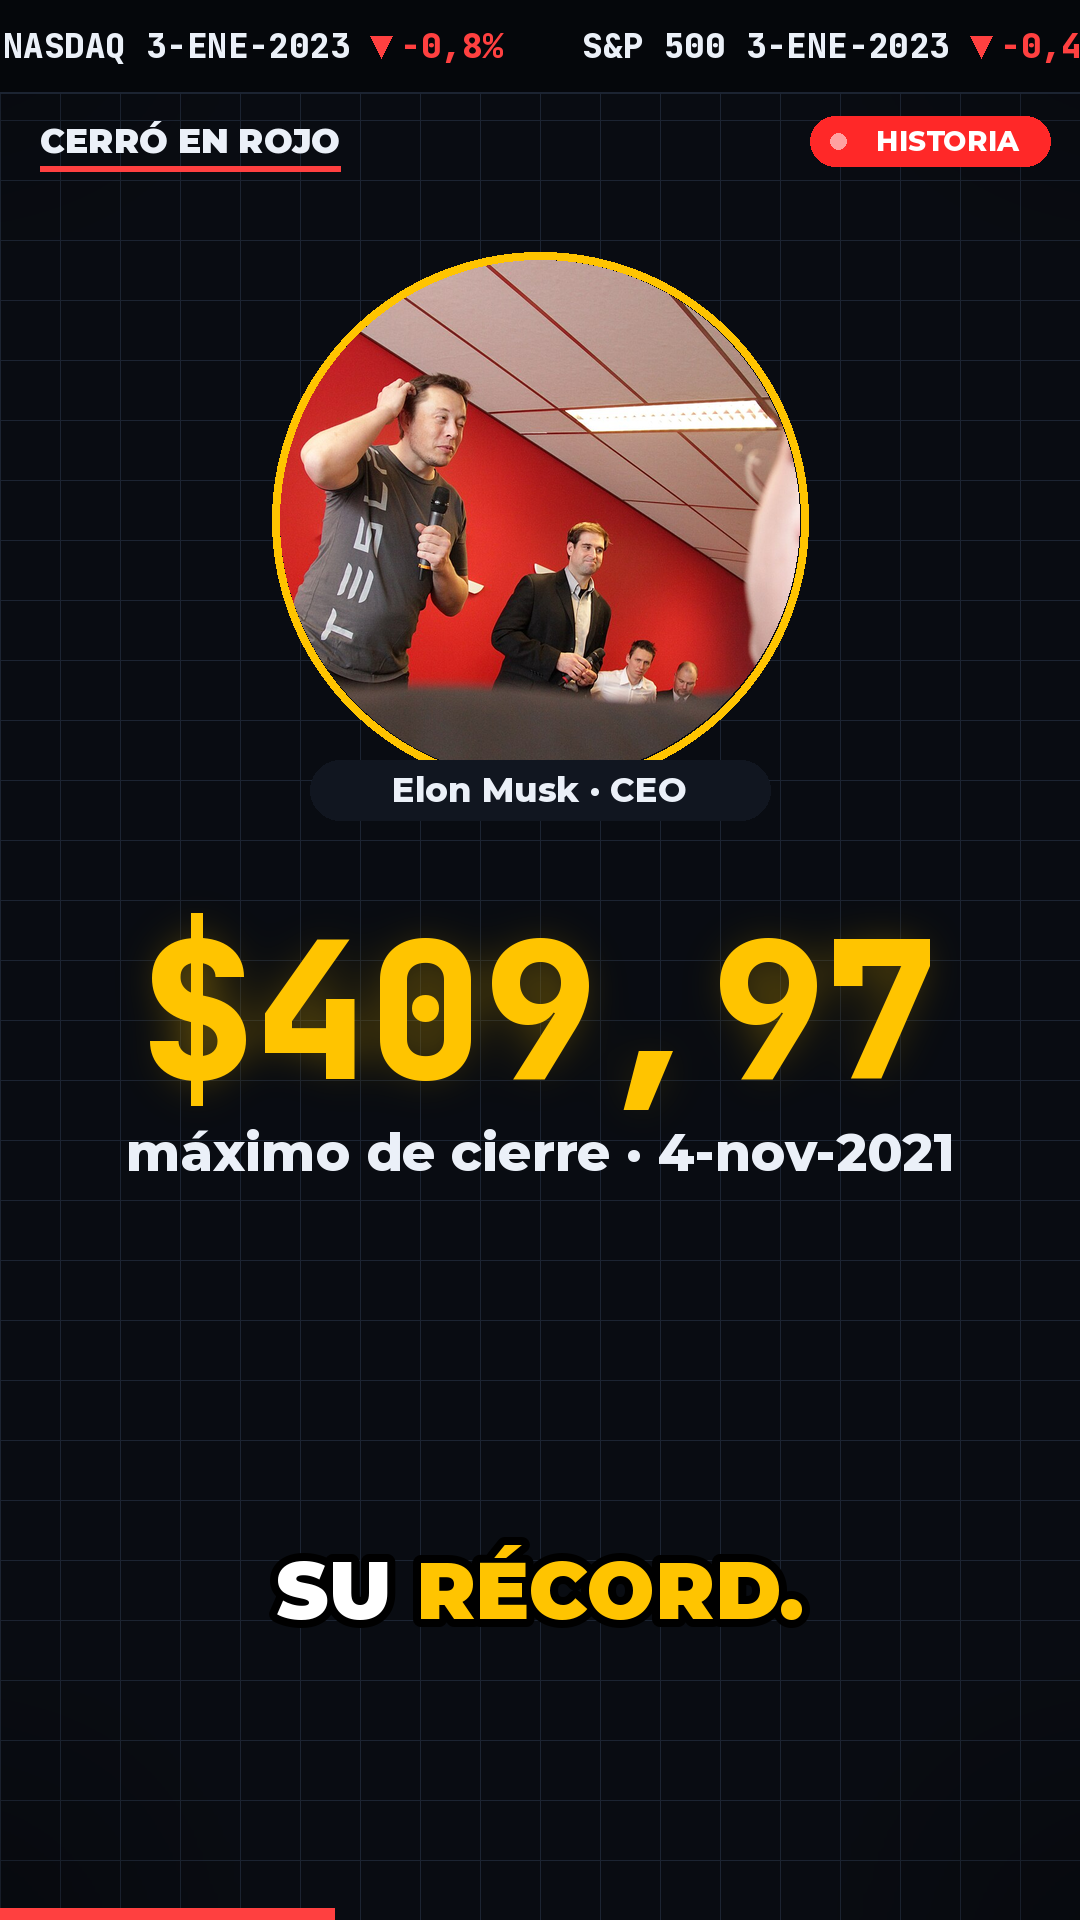 NASDAQ 3-ENE-2023 ▼-0,8% S&P 500 3-ENE-2023 ▼-0,4
CERRÓ EN ROJO
HISTORIA
TESL
Elon Musk · CEO
$409,97
máximo de cierre · 4-nov-2021
SU RÉCORD.